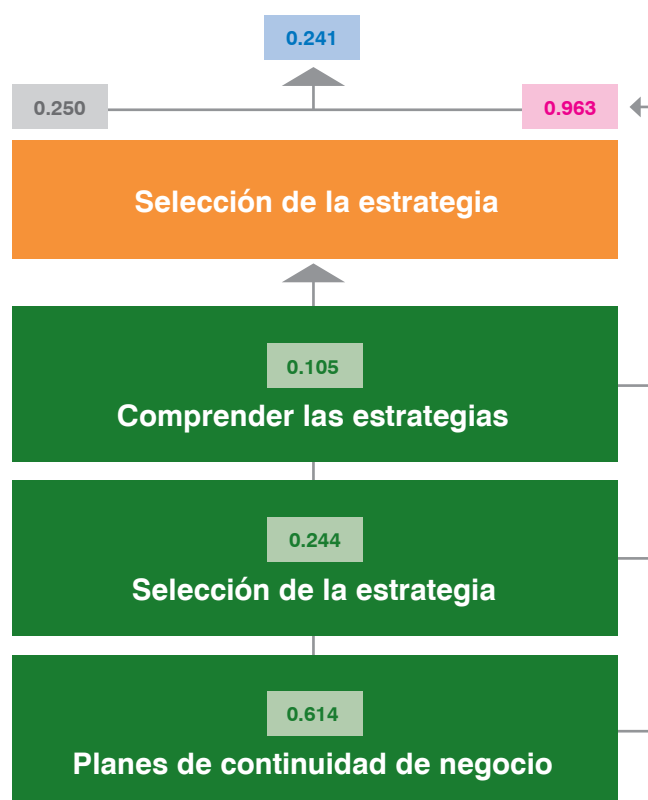 0.241
0.250
0.963
Selección de la estrategia
0.105
Comprender las estrategias
0.244
Selección de la estrategia
0.614
Planes de continuidad de negocio